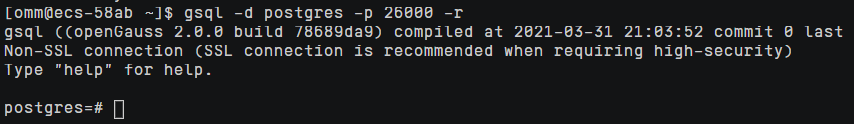 [omm@ecs-58ab ~]$ gsql -d postgres -p 26000 -r
gsql ((openGauss 2.0.0 build 78689da9) compiled at 2021-03-31 21:03:52 commit 0 last
Non-SSL connection (SSL connection is recommended when requiring high-security)
Type "help" for help.
postgres=#